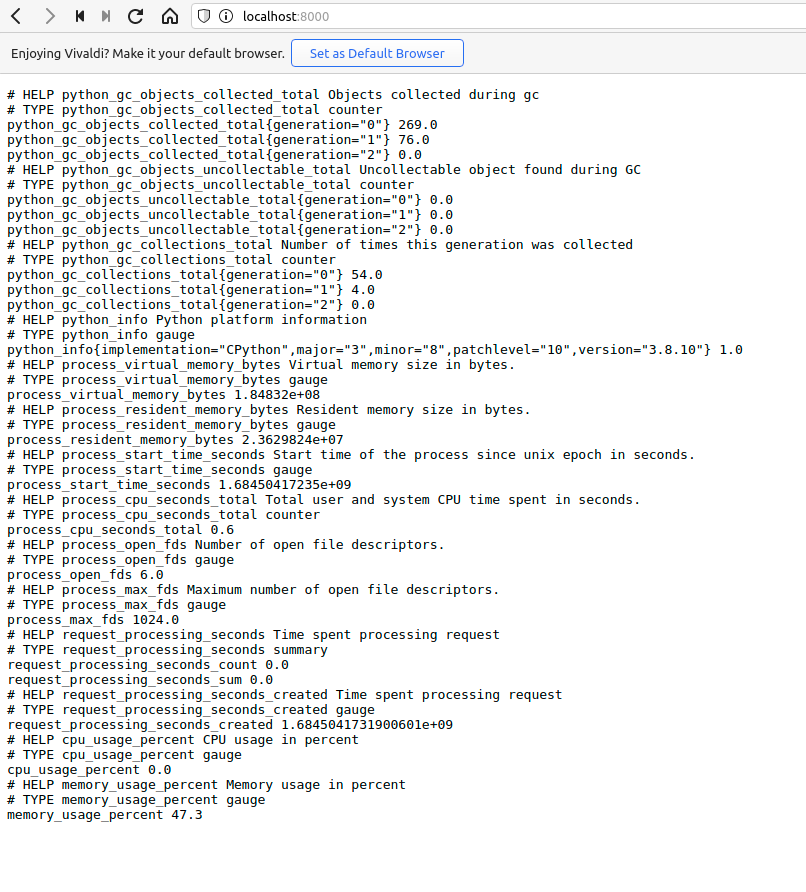 localhost:8000
Enjoying Vivaldi? Make it your default browser. Set as Default Browser
# HELP python_gc_objects_collected_total Objects collected during gc
# TYPE python_gc_objects_collected_total counter
python_gc_objects_collected_total{generation="0"} 269.0
python_gc_objects_collected_total{generation="1"} 76.0
python_gc_objects_collected_total{generation="2"} 0.0
# HELP python_gc_objects_uncollectable_total Uncollectable object found during GC
# TYPE python_gc_objects_uncollectable_total counter
python_gc_objects_uncollectable_total{generation="0"} 0.0
python_gc_objects_uncollectable_total{generation="1"} 0.0
python_gc_objects_uncollectable_total{generation="2"} 0.0
# HELP python_gc_collections_total Number of times this generation was collected
# TYPE python_gc_collections_total counter
python_gc_collections_total{generation="0"} 54.0
python_gc_collections_total{generation="1"} 4.0
python_gc_collections_total{generation="2"} 0.0
# HELP python_info Python platform information
# TYPE python_info gauge
python_info{implementation="CPython",major="3",minor="8",patchlevel="10",version="3.8.10"} 1.0
# HELP process_virtual_memory_bytes Virtual memory size in bytes.
# TYPE process_virtual_memory_bytes gauge
process_virtual_memory_bytes 1.84832e+08
# HELP process_resident_memory_bytes Resident memory size in bytes.
# TYPE process_resident_memory_bytes gauge
process_resident_memory_bytes 2.3629824e+07
# HELP process_start_time_seconds Start time of the process since unix epoch in seconds.
# TYPE process_start_time_seconds gauge
process_start_time_seconds 1.68450417235e+09
# HELP process_cpu_seconds_total Total user and system CPU time spent in seconds.
# TYPE process_cpu_seconds_total counter
process_cpu_seconds_total 0.6
# HELP process_open_fds Number of open file descriptors.
# TYPE process_open_fds gauge
process_open_fds 6.0
# HELP process_max_fds Maximum number of open file descriptors.
# TYPE process_max_fds gauge
process_max_fds 1024.0
# HELP request_processing_seconds Time spent processing request
# TYPE request_processing_seconds summary
request_processing_seconds_count 0.0
request_processing_seconds_sum 0.0
# HELP request_processing_seconds_created Time spent processing request
# TYPE request_processing_seconds_created gauge
request_processing_seconds_created 1.6845041731900601e+09
# HELP cpu_usage_percent CPU usage in percent
# TYPE cpu_usage_percent gauge
cpu_usage_percent 0.0
# HELP memory_usage_percent Memory usage in percent
# TYPE memory_usage_percent gauge
memory_usage_percent 47.3